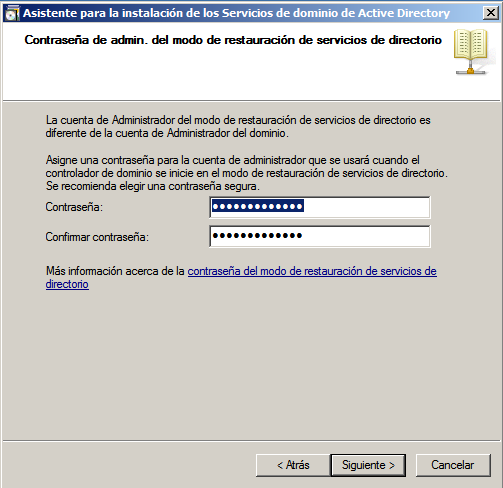 Asistente para la instalación de los Servicios de dominio de Active Directory
Contraseña de admin. del modo de restauración de servicios de directorio
La cuenta de Administrador del modo de restauración de servicios de directorio es
diferente de la cuenta de Administrador del dominio.
Asigne una contraseña para la cuenta de administrador que se usará cuando el
controlador de dominio se inicie en el modo de restauración de servicios de directorio.
Se recomienda elegir una contraseña segura.
Contraseña: ●●●●●●●●●●●●●
Confirmar contraseña: ●●●●●●●●●●●●●
Más información acerca de la contraseña del modo de restauración de servicios de
directorio
< Atrás Siguiente > Cancelar